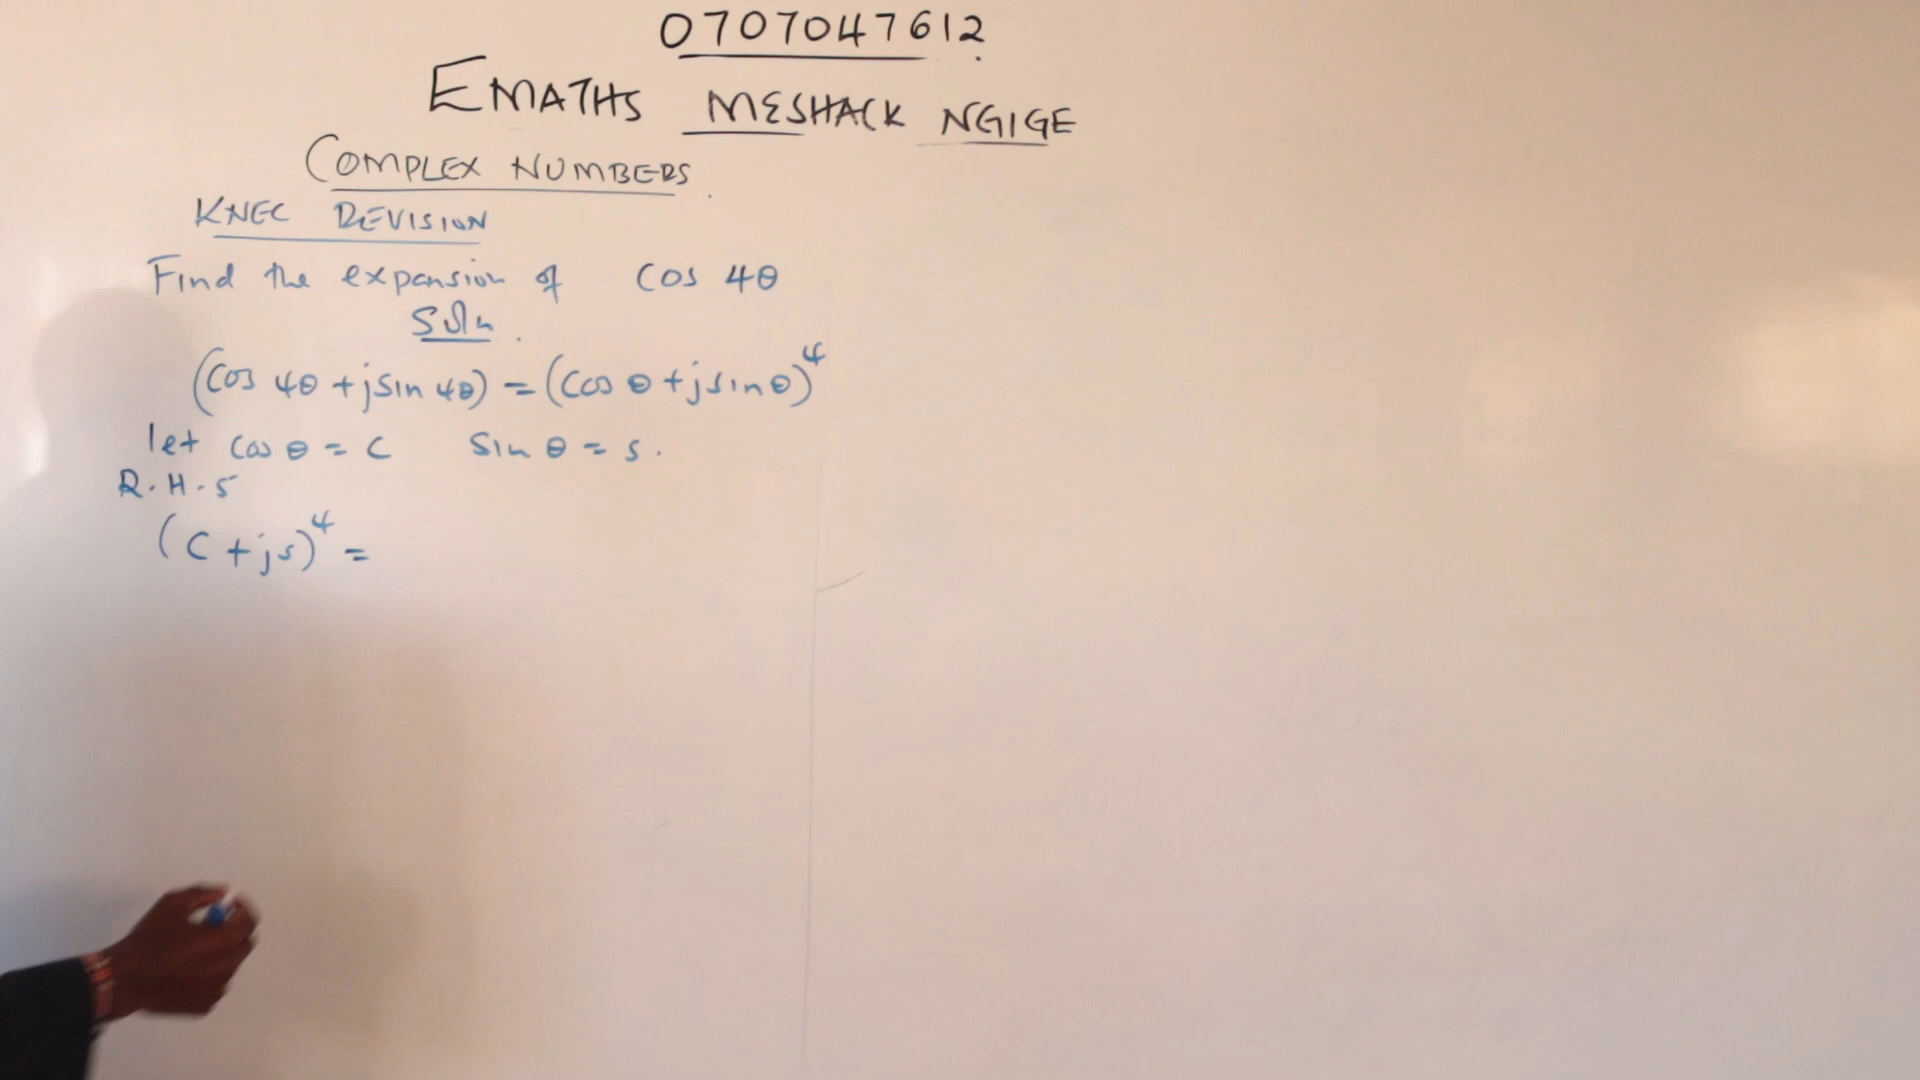 0707047612
EMATHS MESHACK NGIGE
COMPLEX NUMBERS
KNEC REVISION
Find the expansion of Cos 4θ
Soln.
(Cos 4θ + jSin 4θ) = (Cos θ + jsinθ)⁴
let cos θ = c Sin θ = s.
R.H.S
(C + js)⁴ =